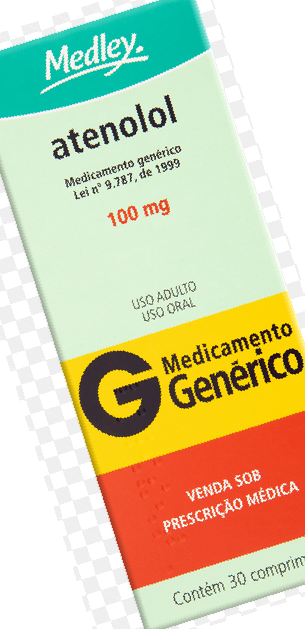 Medley.
atenolol
Medicamento genérico
Lei nº 9.787, de 1999
100 mg
USO ADULTO
USO ORAL
G Medicamento
Genérico
VENDA SOB
PRESCRIÇÃO MÉDICA
Contém 30 comprim